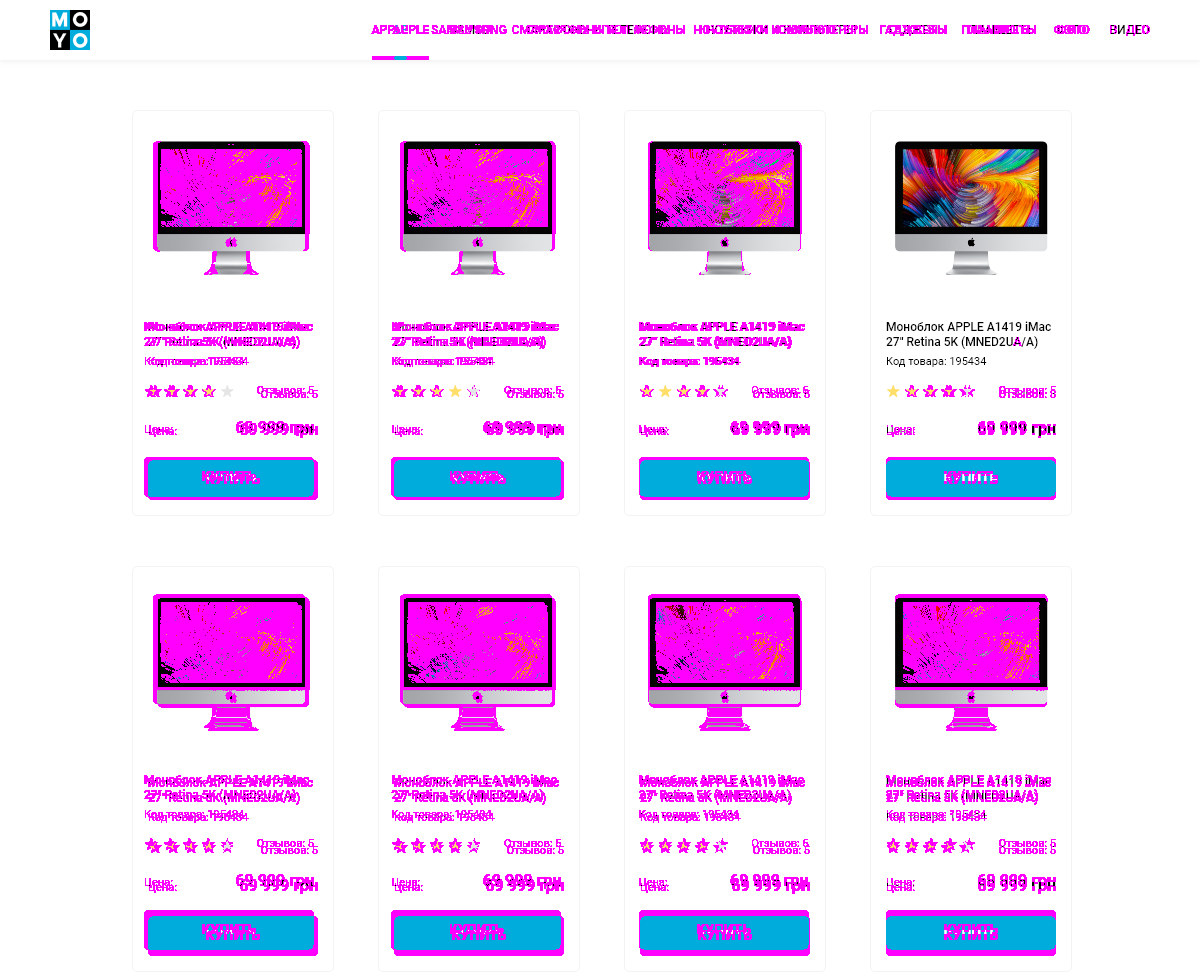 MO
YO
APPLE SAMSUNG СМАРТФОНЫ ТЕЛЕФОНЫ НОУТБУКИ И КОМПЬЮТЕРЫ ГАДЖЕТЫ ПЛАНШЕТЫ ФОТО ВИДЕО
Моноблок APPLE A1419 iMac Моноблок APPLE A1419 iMac Моноблок APPLE A1419 iMac Моноблок APPLE A1419 iMac
27" Retina 5K (MNED2UA/A) 27" Retina 5K (MNED2UA/A) 27" Retina 5K (MNED2UA/A) 27" Retina 5K (MNED2UA/A)
Код товара: 195434 Код товара: 195434 Код товара: 195434 Код товара: 195434
Отзывов: 5 Отзывов: 5 Отзывов: 5 Отзывов: 5
Цена: 69 999 грн Цена: 69 999 грн Цена: 69 999 грн Цена: 69 999 грн
КУПИТЬ КУПИТЬ КУПИТЬ КУПИТЬ
Моноблок APPLE A1419 iMac Моноблок APPLE A1419 iMac Моноблок APPLE A1419 iMac Моноблок APPLE A1419 iMac
27" Retina 5K (MNED2UA/A) 27" Retina 5K (MNED2UA/A) 27" Retina 5K (MNED2UA/A) 27" Retina 5K (MNED2UA/A)
Код товара: 195434 Код товара: 195434 Код товара: 195434 Код товара: 195434
Отзывов: 5 Отзывов: 5 Отзывов: 5 Отзывов: 5
Цена: 69 999 грн Цена: 69 999 грн Цена: 69 999 грн Цена: 69 999 грн
КУПИТЬ КУПИТЬ КУПИТЬ КУПИТЬ